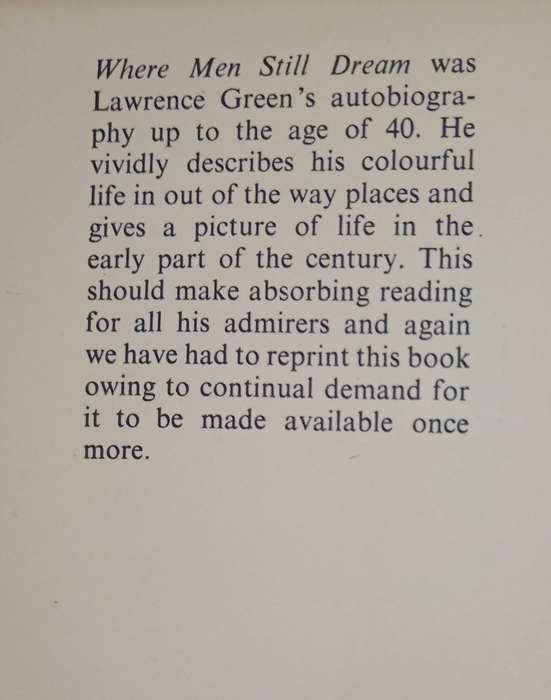 Where Men Still Dream was
Lawrence Green's autobiogra-
phy up to the age of 40. He
vividly describes his colourful
life in out of the way places and
gives a picture of life in the
early part of the century. This
should make absorbing reading
for all his admirers and again
we have had to reprint this book
owing to continual demand for
it to be made available once
more.